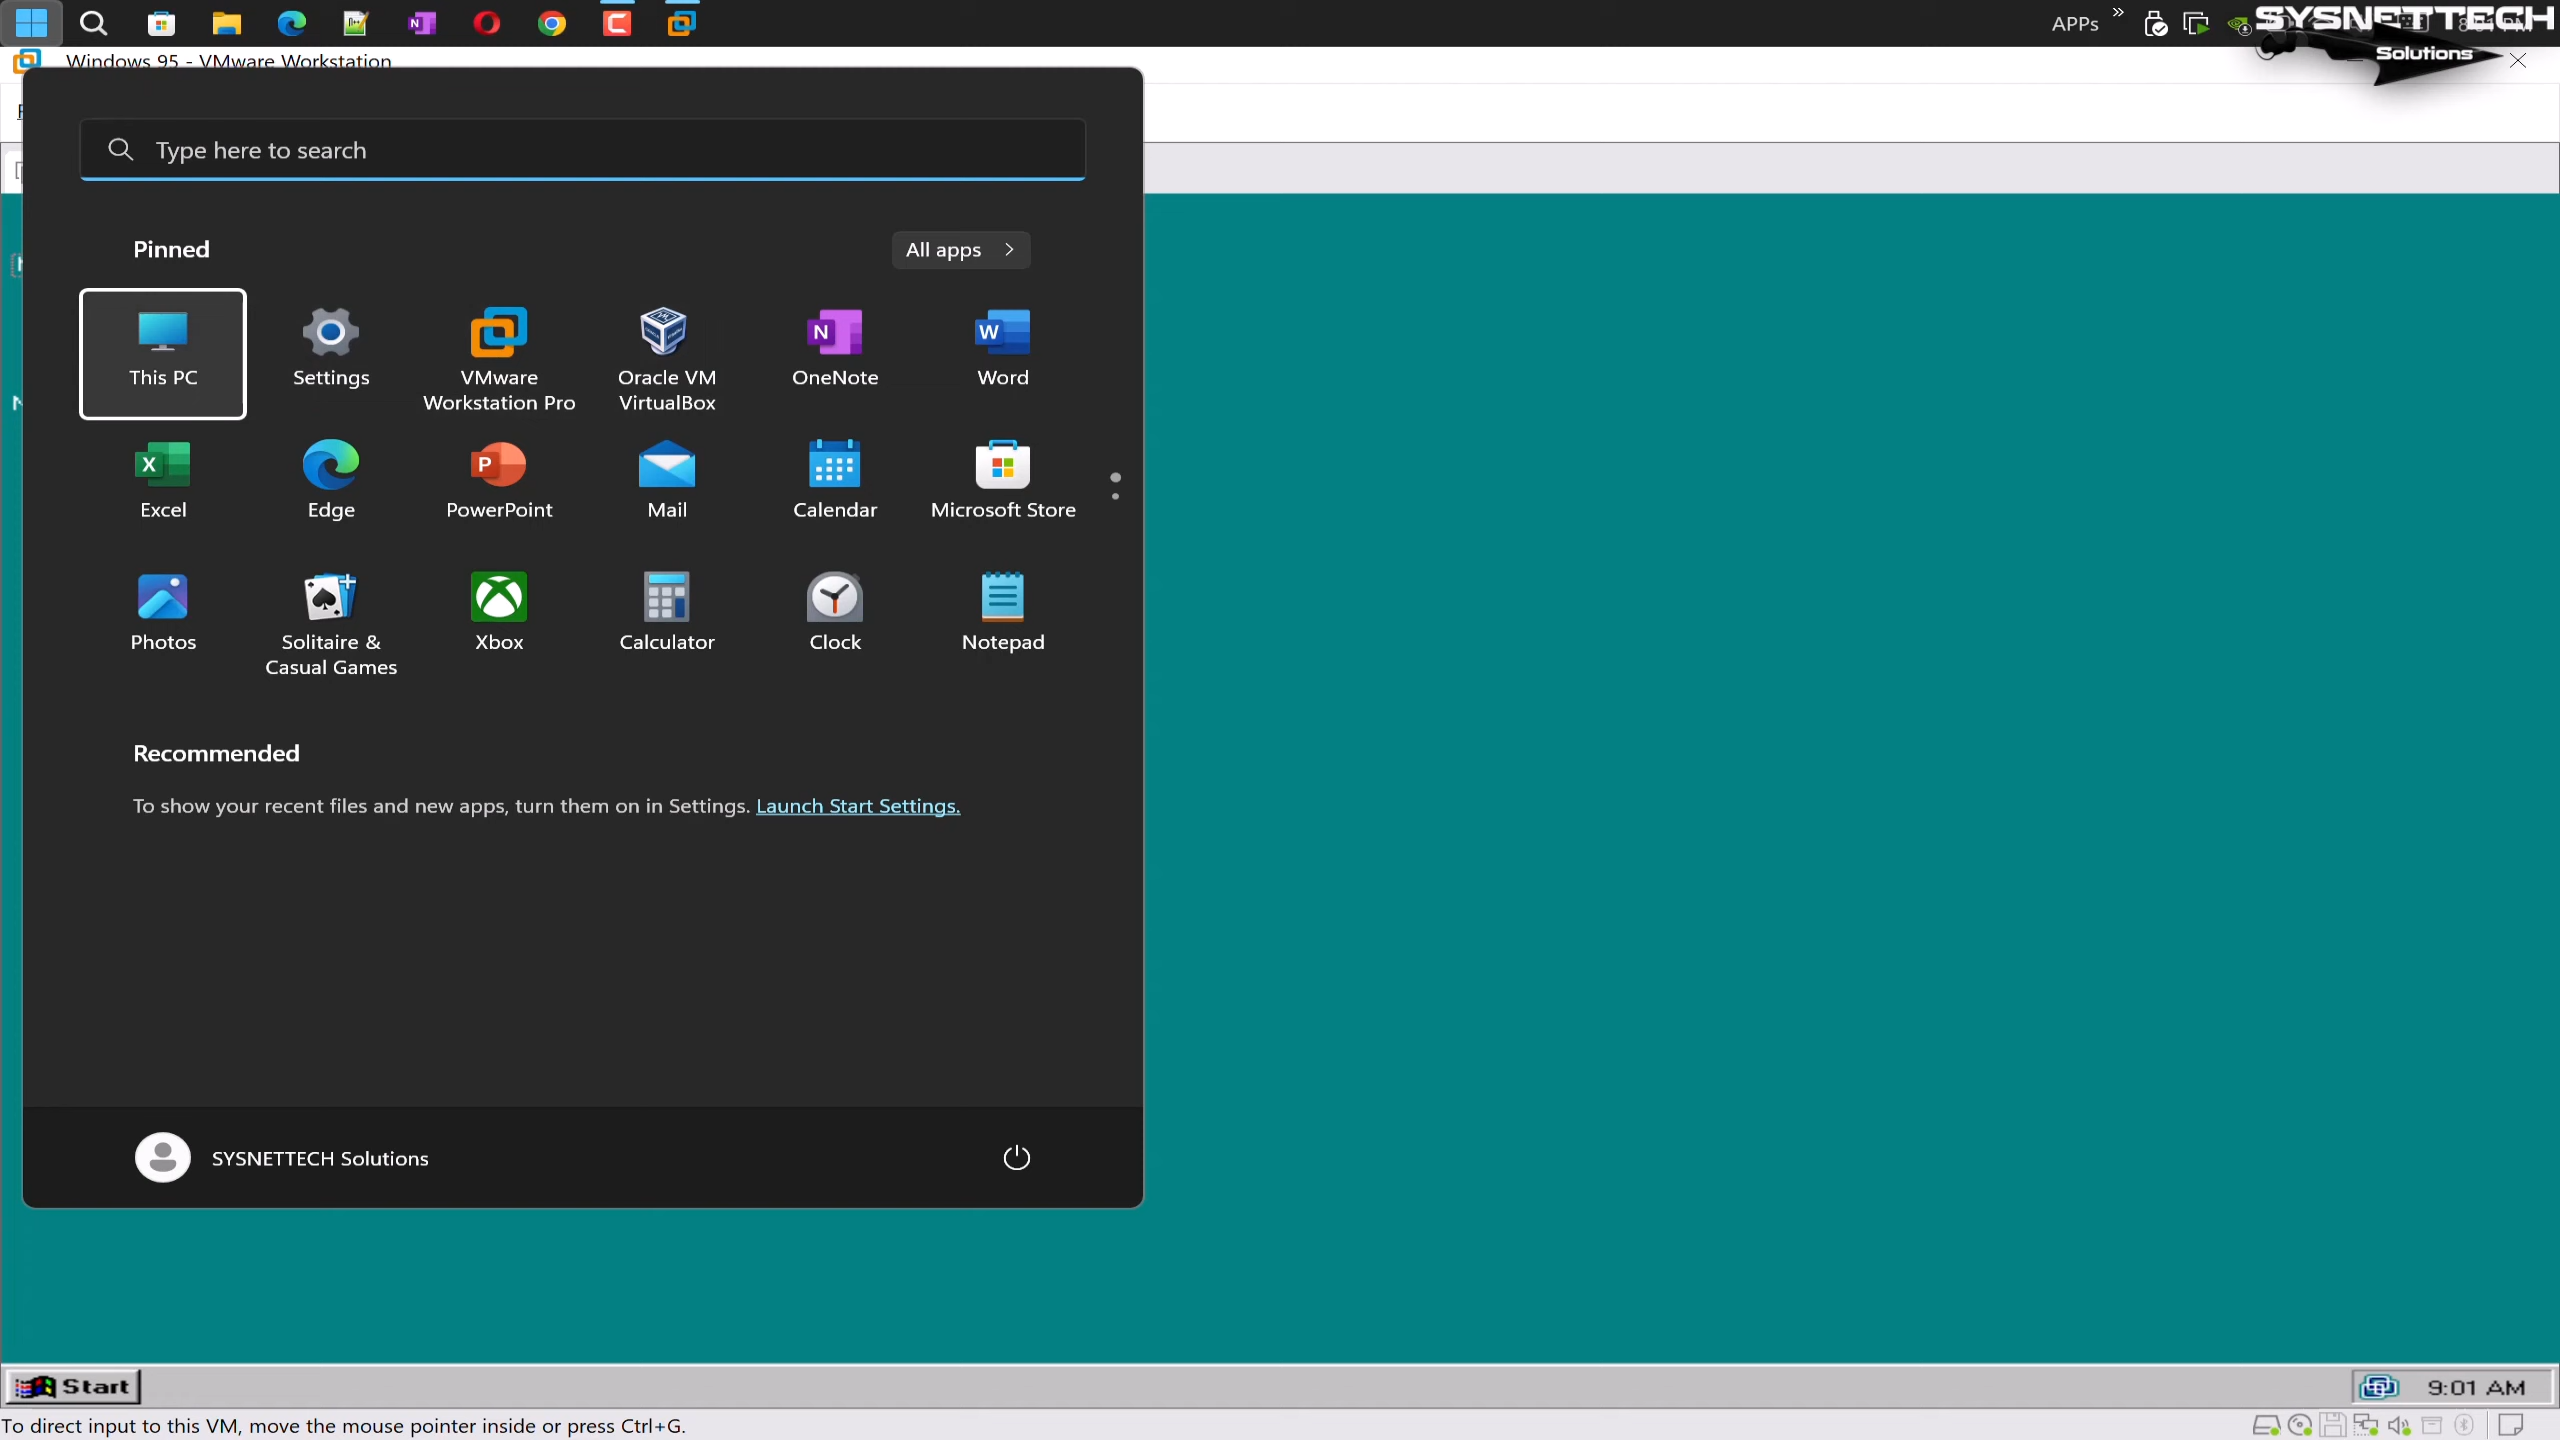 APPs
SYSNETTECH
Solutions
Windows 95 - VMware Workstation
Type here to search
Pinned
All apps
This PC
Settings
VMware
Workstation Pro
Oracle VM
VirtualBox
OneNote
Word
Excel
Edge
PowerPoint
Mail
Calendar
Microsoft Store
Photos
Solitaire &
Casual Games
Xbox
Calculator
Clock
Notepad
Recommended
To show your recent files and new apps, turn them on in Settings. Launch Start Settings.
SYSNETTECH Solutions
Start
9:01 AM
To direct input to this VM, move the mouse pointer inside or press Ctrl+G.